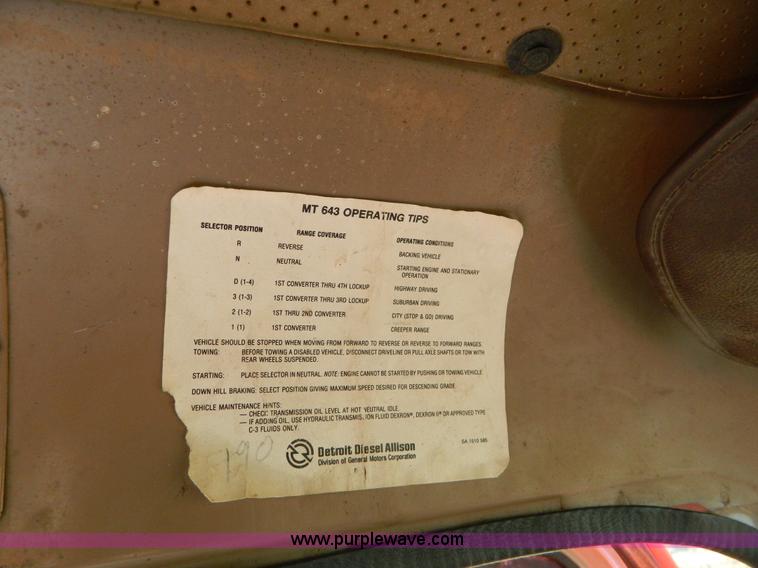 MT 643 OPERATING TIPS
SELECTOR POSITION RANGE COVERAGE OPERATING CONDITIONS
R REVERSE BACKING VEHICLE
N NEUTRAL STARTING ENGINE AND STATIONARY
OPERATION
D (1-4) 1ST CONVERTER THRU 4TH LOCKUP HIGHWAY DRIVING
3 (1-3) 1ST CONVERTER THRU 3RD LOCKUP SUBURBAN DRIVING
2 (1-2) 1ST THRU 2ND CONVERTER CITY (STOP & GO) DRIVING
1 (1) 1ST CONVERTER CREEPER RANGE
VEHICLE SHOULD BE STOPPED WHEN MOVING FROM FORWARD TO REVERSE OR REVERSE TO FORWARD RANGES.
TOWING: BEFORE TOWING A DISABLED VEHICLE, DISCONNECT DRIVELINE OR PULL AXLE SHAFTS OR TOW WITH
REAR WHEELS SUSPENDED.
STARTING: PLACE SELECTOR IN NEUTRAL. NOTE: ENGINE CANNOT BE STARTED BY PUSHING OR TOWING VEHICLE.
DOWN HILL BRAKING: SELECT POSITION GIVING MAXIMUM SPEED DESIRED FOR DESCENDING GRADE.
VEHICLE MAINTENANCE HINTS:
— CHECK TRANSMISSION OIL LEVEL AT HOT NEUTRAL IDLE.
— IF ADDING OIL, USE HYDRAULIC TRANSMISSION FLUID DEXRON®, DEXRON II® OR APPROVED TYPE
C-3 FLUIDS ONLY.
190
Detroit Diesel Allison
Division of General Motors Corporation
SA 1610 585
www.purplewave.com